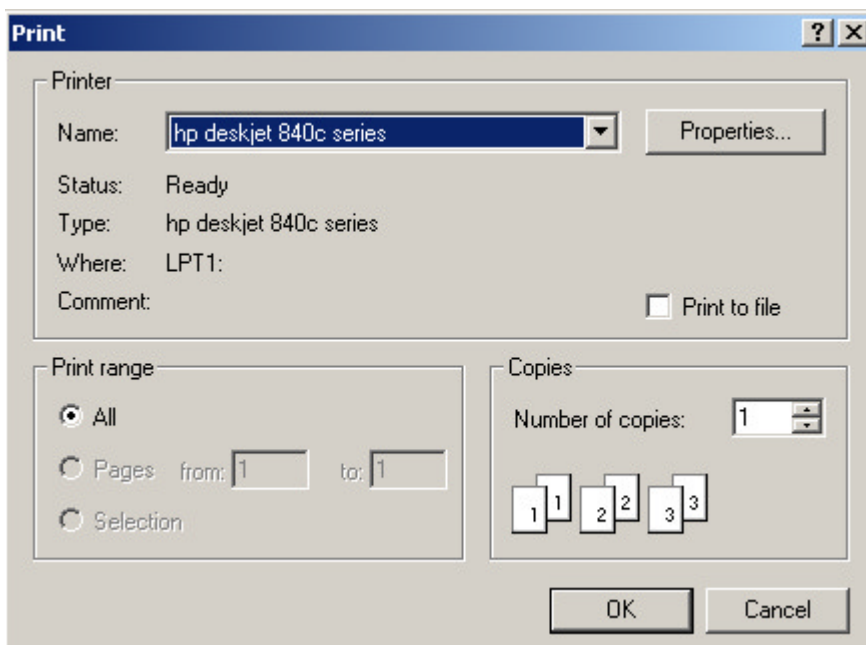 Print
Printer
Name: hp deskjet 840c series Properties...
Status: Ready
Type: hp deskjet 840c series
Where: LPT1:
Comment:
Print to file
Print range
All
Pages from: 1 to: 1
Selection
Copies
Number of copies: 1
1 1 2 2 3 3
OK Cancel